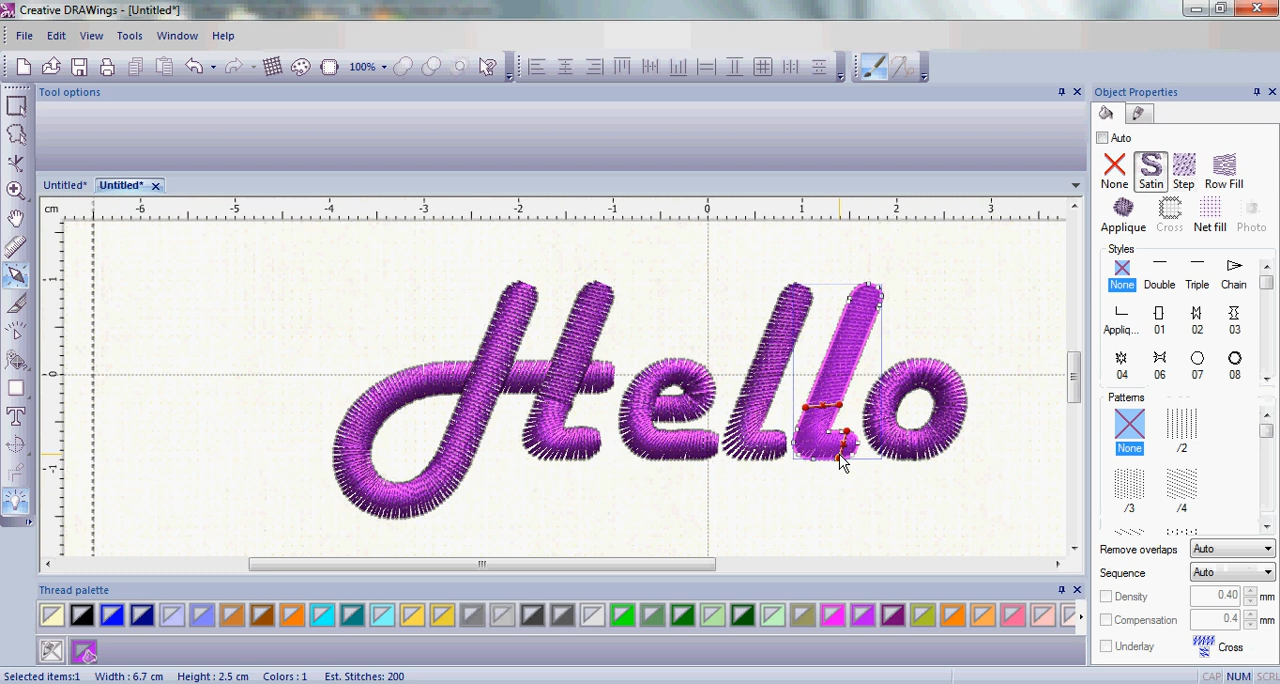 Creative DRAWings - [Untitled*]
File Edit View Tools Window Help
100%
Tool options
Object Properties
Auto
None Satin Step Row Fill
Applique Cross Net fill Photo
Untitled* Untitled*
cm -6 -5 -4 -3 -2 -1 0 1 2 3
1
0
-1
Hello
Styles
None Double Triple Chain
Appliq... 01 02 03
04 06 07 08
Patterns
None /2
/3 /4
Remove overlaps Auto
Sequence Auto
Density 0.40 mm
Compensation 0.4 mm
Underlay Cross
Thread palette
Selected items:1 Width : 6.7 cm Height : 2.5 cm Colors : 1 Est. Stitches: 200
CAP NUM SCRL